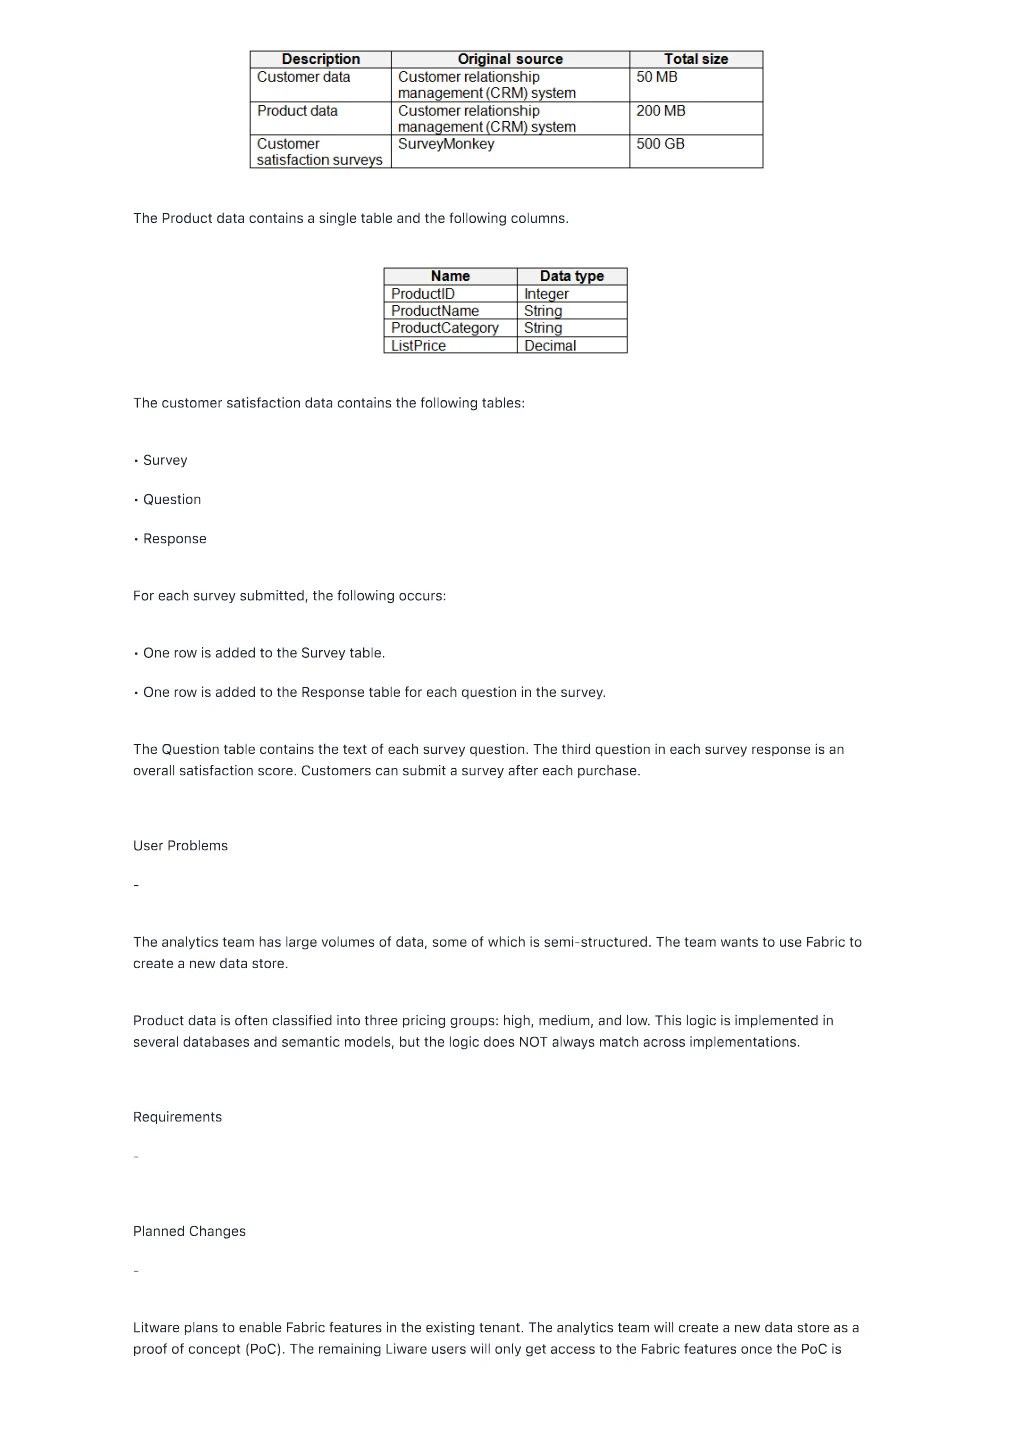 Description Original source Total size
Customer data Customer relationship management (CRM) system 50 MB
Product data Customer relationship management (CRM) system 200 MB
Customer satisfaction surveys SurveyMonkey 500 GB
The Product data contains a single table and the following columns.
Name Data type
ProductID Integer
ProductName String
ProductCategory String
ListPrice Decimal
The customer satisfaction data contains the following tables:
• Survey
• Question
• Response
For each survey submitted, the following occurs:
• One row is added to the Survey table.
• One row is added to the Response table for each question in the survey.
The Question table contains the text of each survey question. The third question in each survey response is an
overall satisfaction score. Customers can submit a survey after each purchase.
User Problems
-
The analytics team has large volumes of data, some of which is semi-structured. The team wants to use Fabric to
create a new data store.
Product data is often classified into three pricing groups: high, medium, and low. This logic is implemented in
several databases and semantic models, but the logic does NOT always match across implementations.
Requirements
-
Planned Changes
-
Litware plans to enable Fabric features in the existing tenant. The analytics team will create a new data store as a
proof of concept (PoC). The remaining Liware users will only get access to the Fabric features once the PoC is